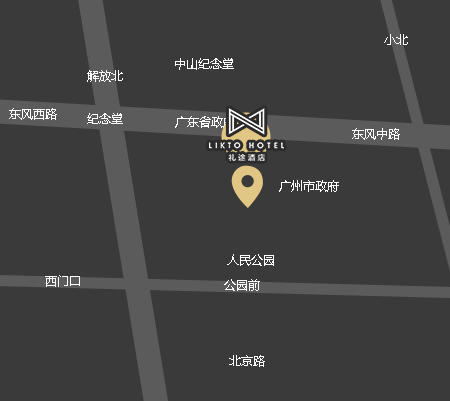 小北
中山纪念堂
解放北
东风西路
纪念堂
广东省政
东风中路
LIKTO HOTEL
礼途酒店
广州市政府
人民公园
西门口
公园前
北京路